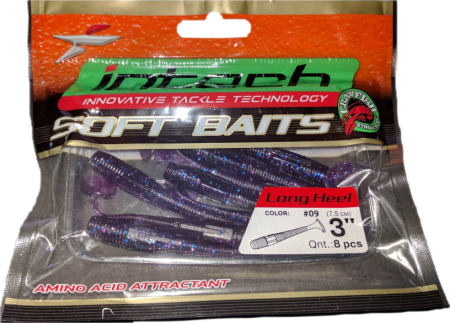 intech
INNOVATIVE TACKLE TECHNOLOGY
SOFT BAITS
Long Heel
COLOR: #09 (7.5 CM)
3"
Qnt.: 8 pcs
AMINO ACID ATTRACTANT